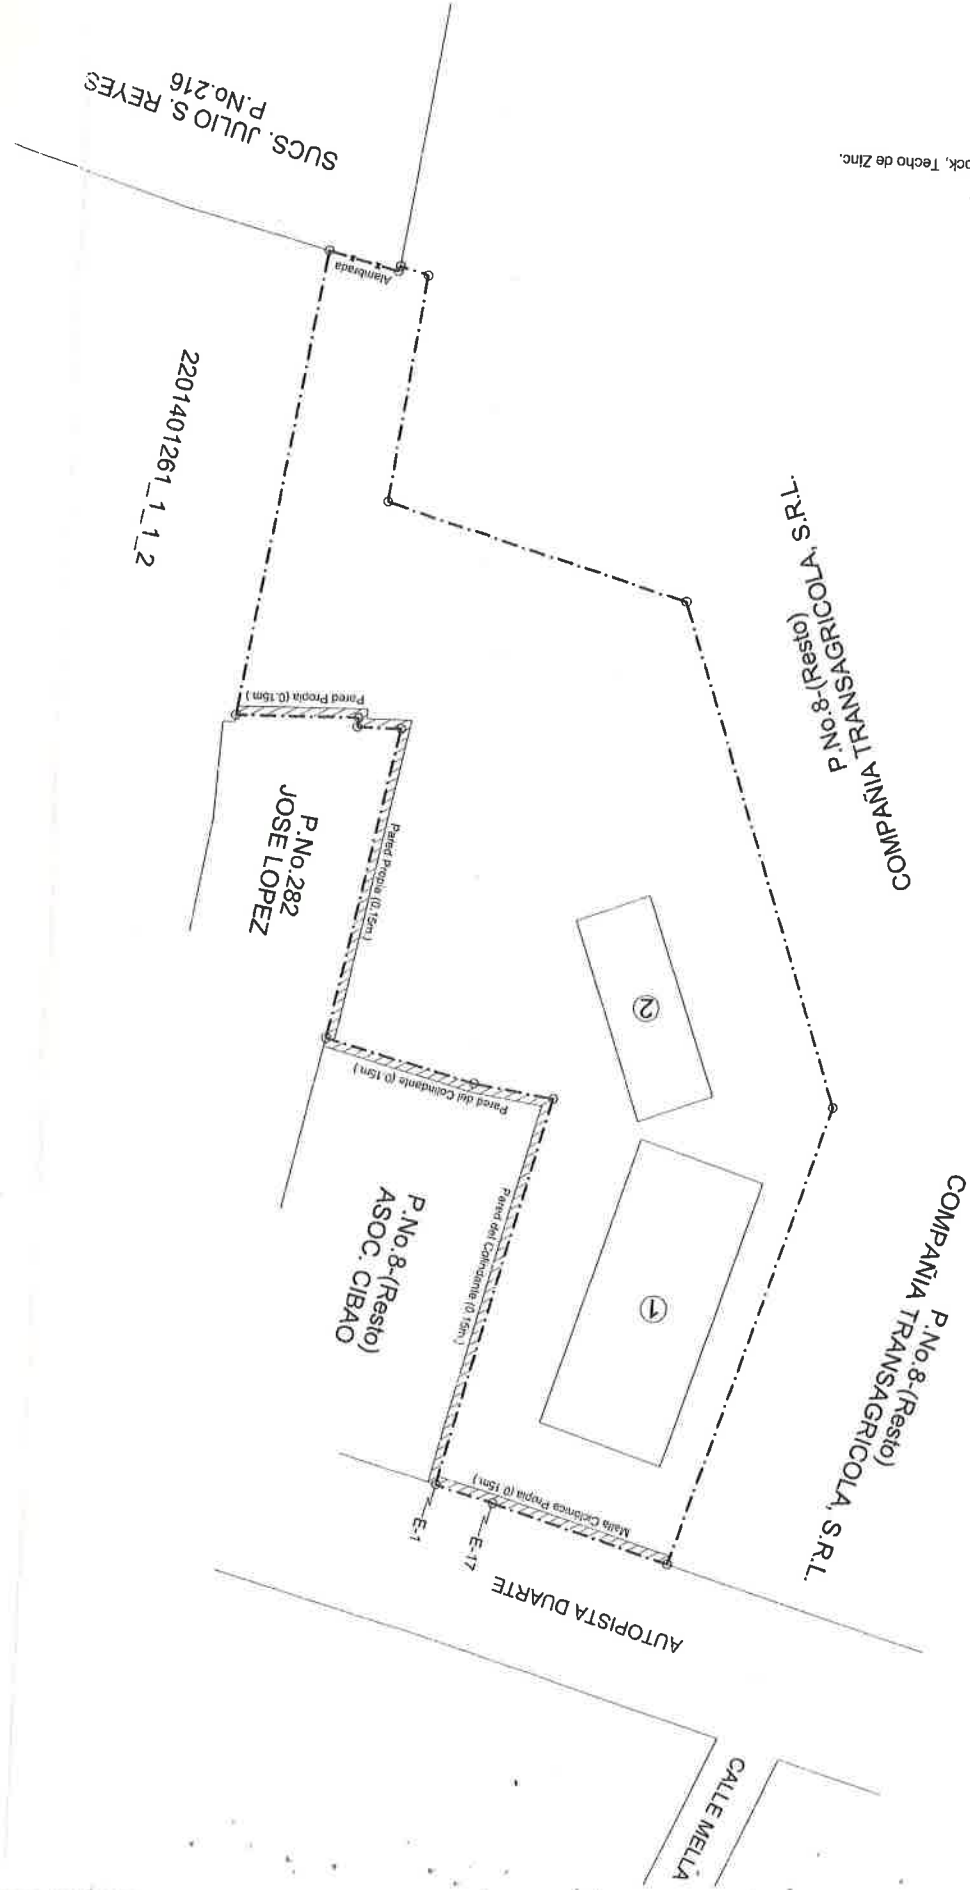 SUCS. JULIO S. REYES
P.No.216
Techo de Zinc.
Alambrada
2201401261_1_1_2
P.No.8-(Resto)
COMPAÑIA TRANSAGRICOLA, S.R.L.
Pared Propia (0.15m.)
P.No.282
JOSE LOPEZ
Pared Propia (0.15m.)
2
Pared del Colindante (0.15m.)
P.No.8-(Resto)
ASOC. CIBAO
Pared del Colindante (0.15m.)
1
P.No.8-(Resto)
COMPAÑIA TRANSAGRICOLA, S.R.L.
Malla Ciclónica Propia (0.15m.)
E-1
E-17
AUTOPISTA DUARTE
CALLE MELLA